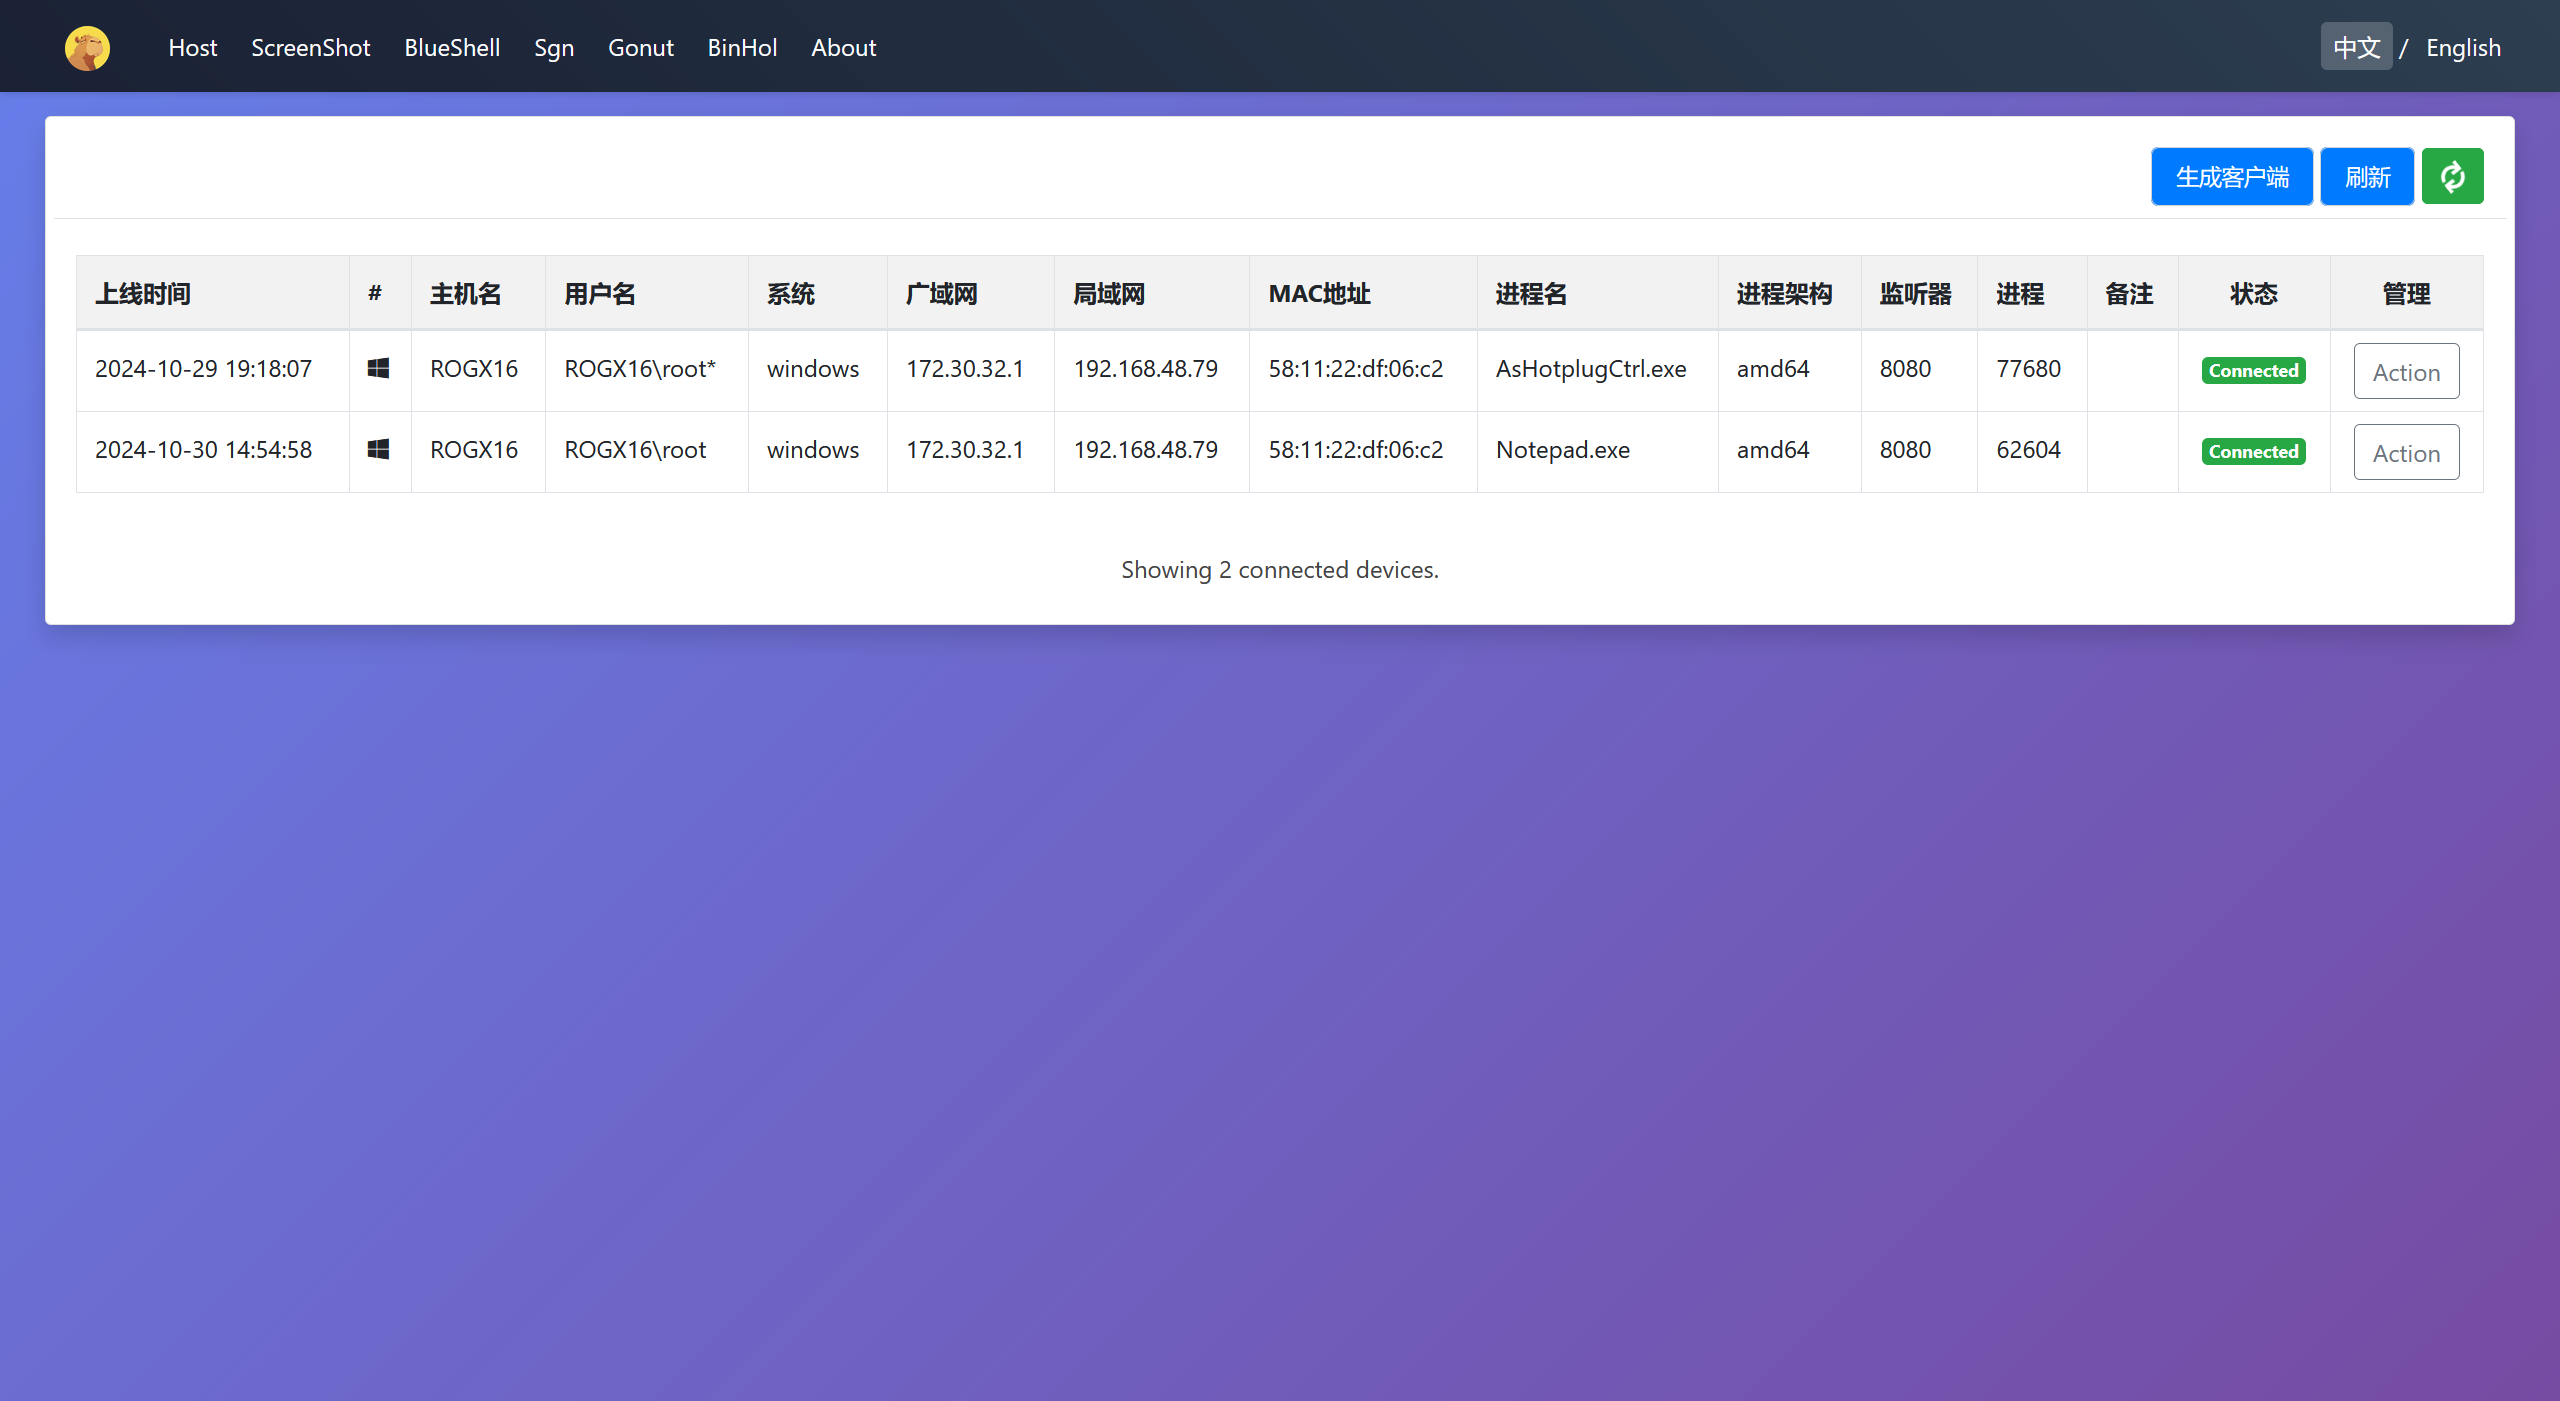 Host ScreenShot BlueShell Sgn Gonut BinHol About 中文 / English
生成客户端 刷新
上线时间 # 主机名 用户名 系统 广域网 局域网 MAC地址 进程名 进程架构 监听器 进程 备注 状态 管理
2024-10-29 19:18:07 ROGX16 ROGX16\root* windows 172.30.32.1 192.168.48.79 58:11:22:df:06:c2 AsHotplugCtrl.exe amd64 8080 77680 Connected Action
2024-10-30 14:54:58 ROGX16 ROGX16\root windows 172.30.32.1 192.168.48.79 58:11:22:df:06:c2 Notepad.exe amd64 8080 62604 Connected Action
Showing 2 connected devices.